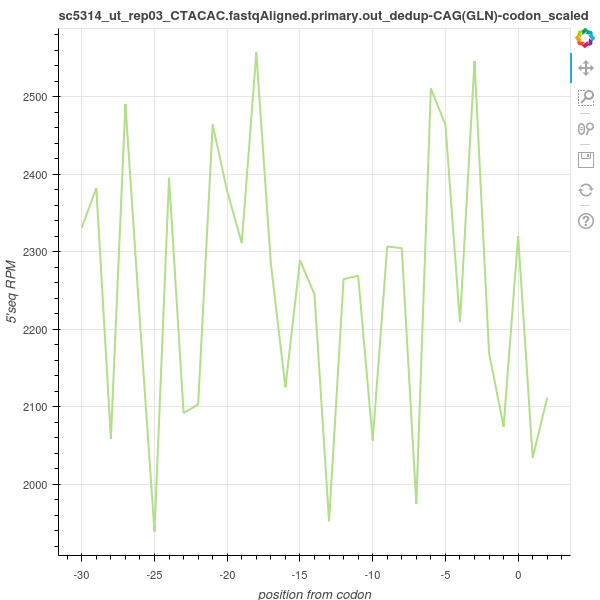 sc5314_ut_rep03_CTACAC.fastqAligned.primary.out_dedup-CAG(GLN)-codon_scaled
5'seq RPM
2500
2400
2300
2200
2100
2000
-30 -25 -20 -15 -10 -5 0
position from codon